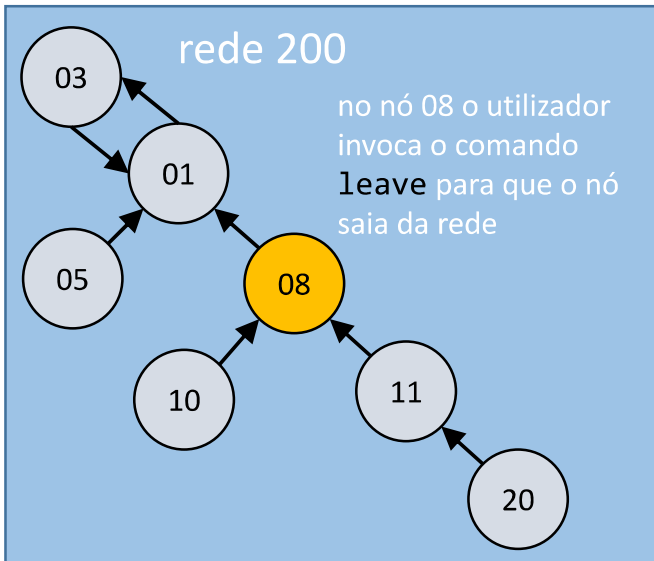 rede 200
03
no nó 08 o utilizador
invoca o comando
leave para que o nó
saia da rede
01
05
08
10
11
20